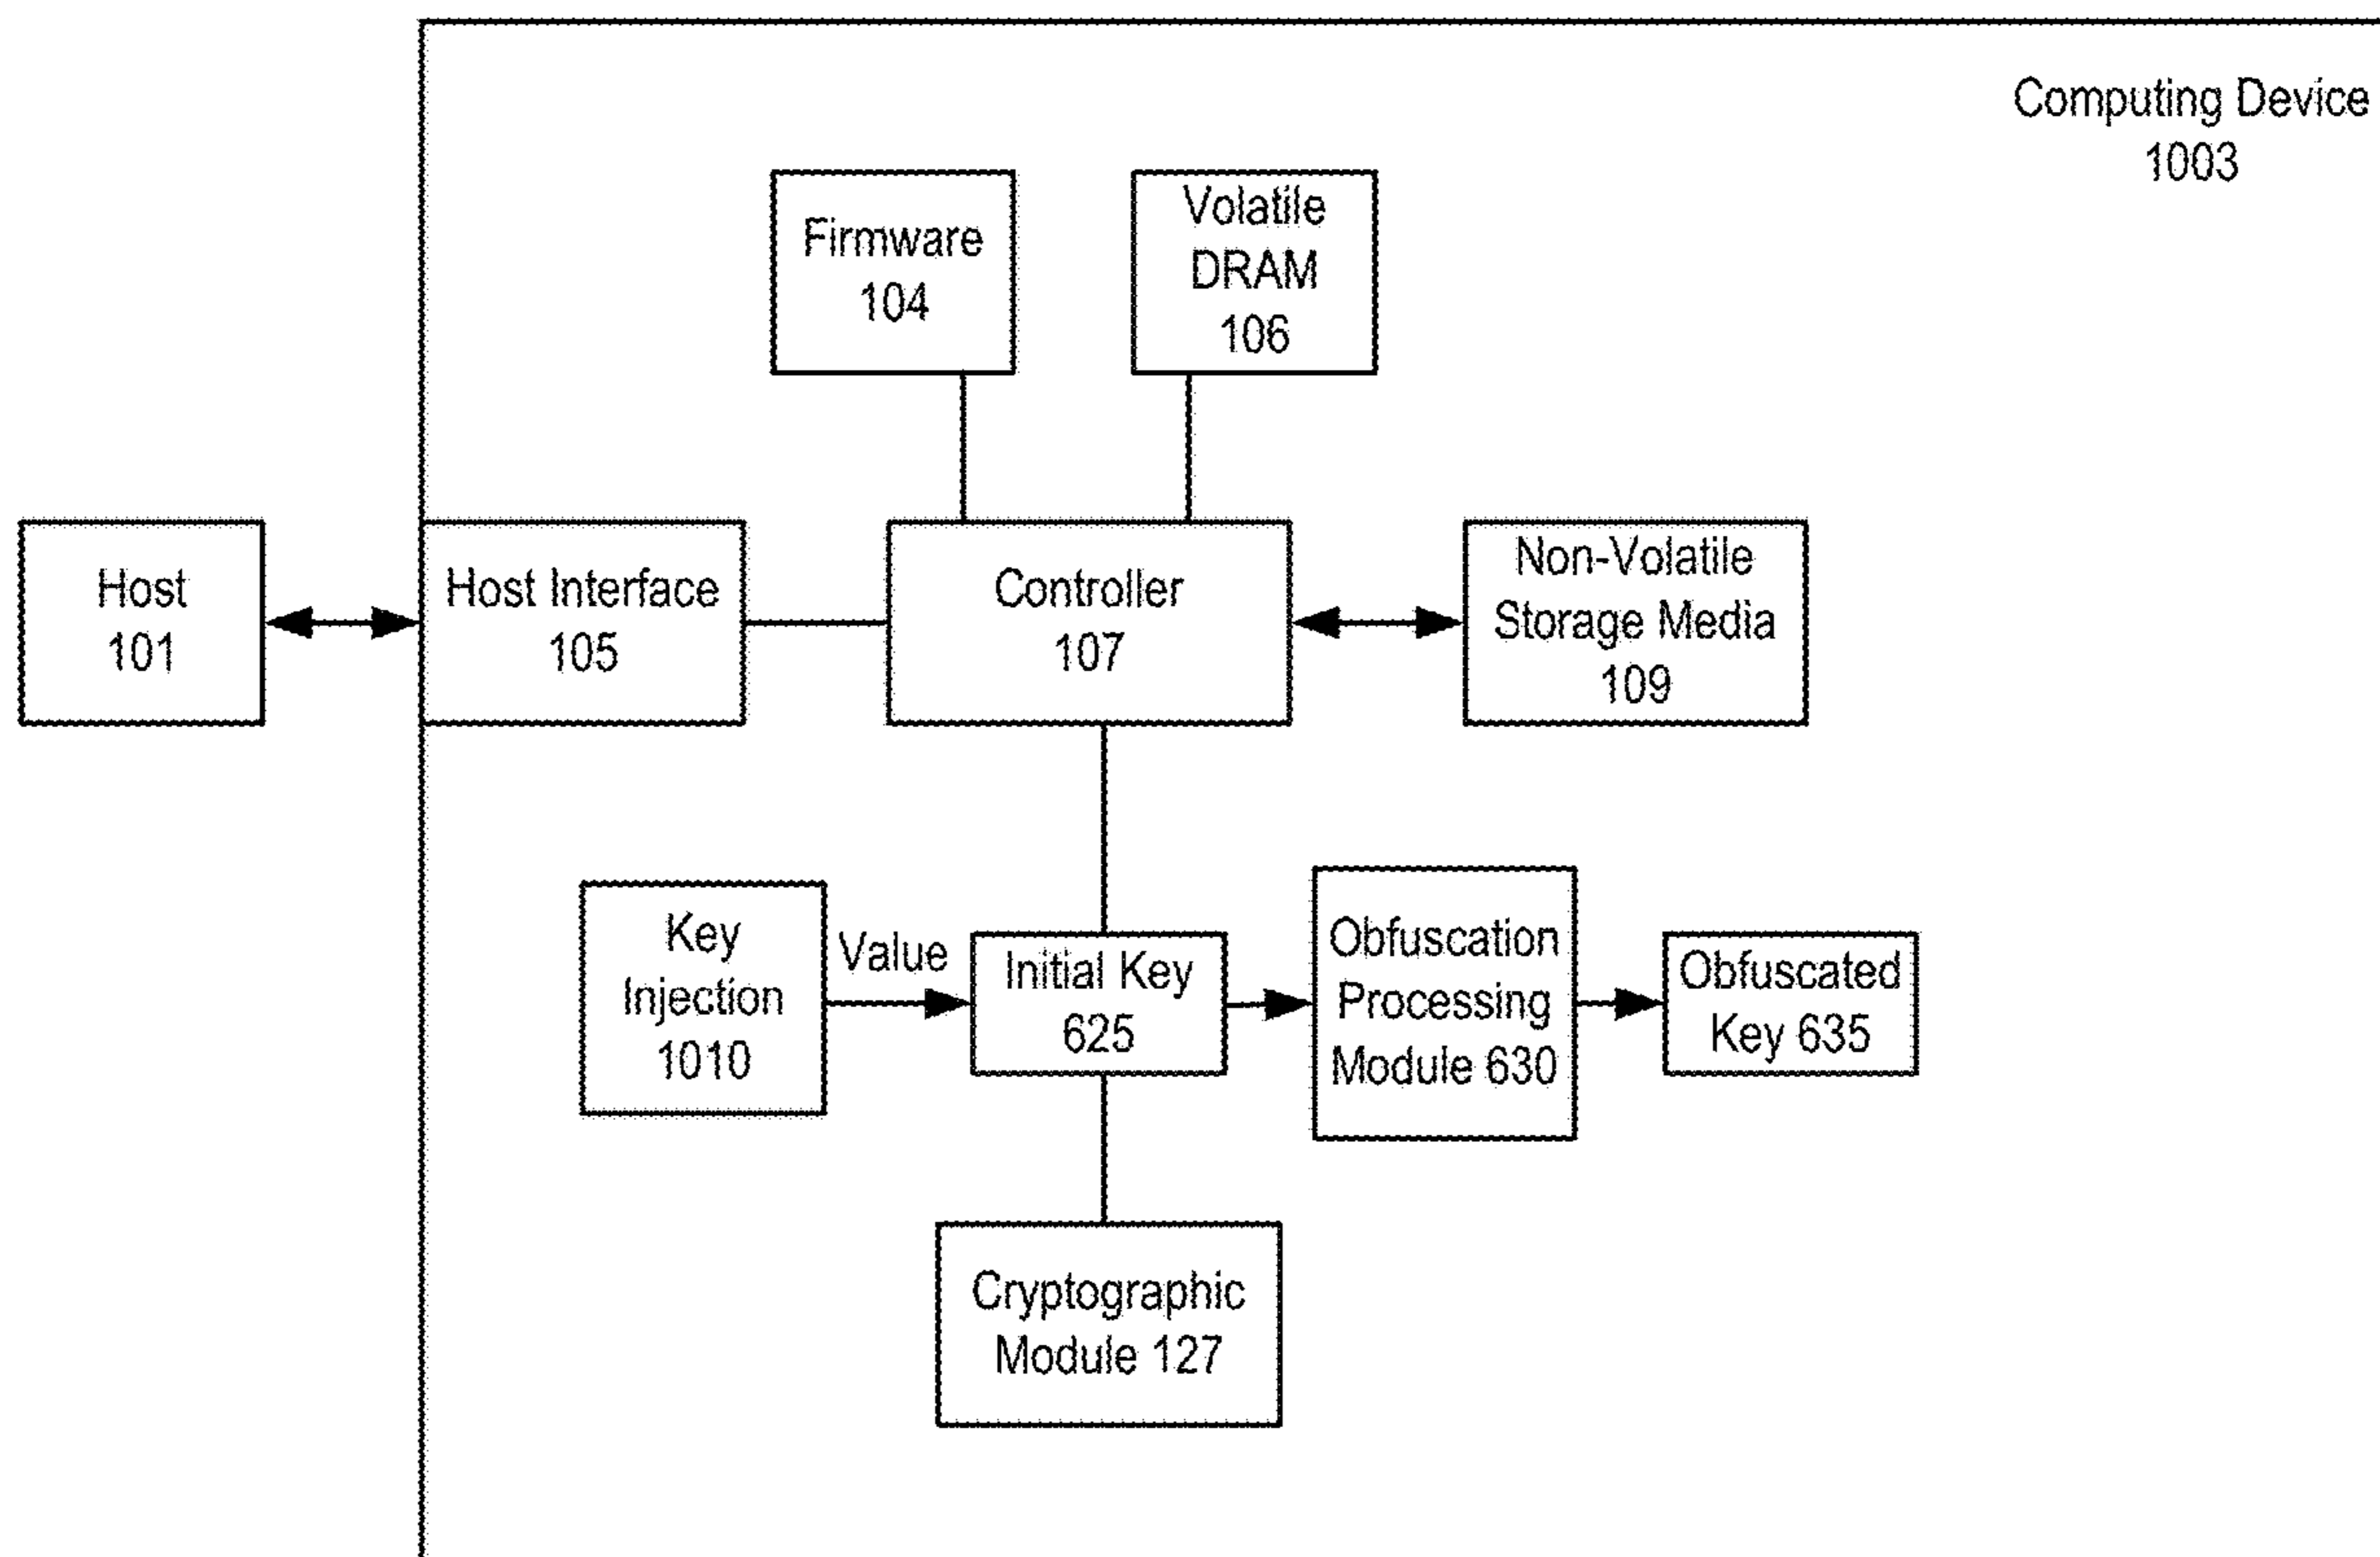 Computing Device
1003
Firmware
104
Volatile
DRAM
106
Host
101
Host Interface
105
Controller
107
Non-Volatile
Storage Media
109
Key
Injection
1010
Value
Initial Key
625
Obfuscation
Processing
Module 630
Obfuscated
Key 635
Cryptographic
Module 127